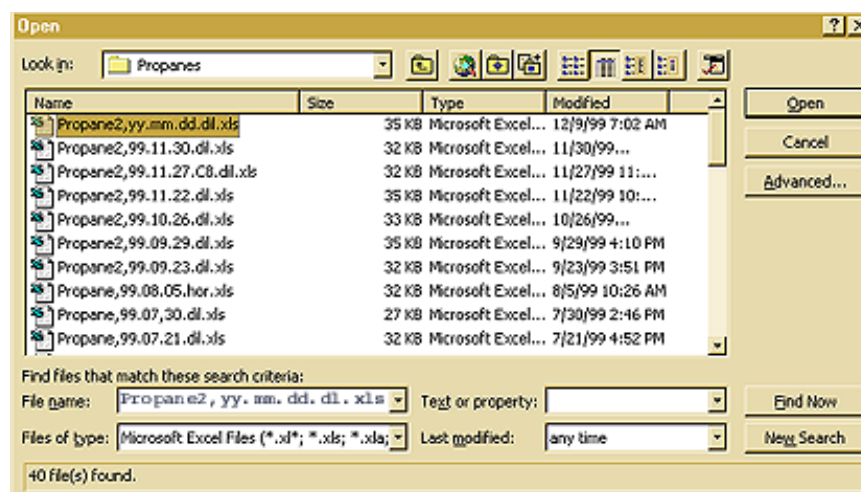 Open
Look in: Propanes
Name Size Type Modified
Propane2,yy.mm.dd.dil.xls 35 KB Microsoft Excel... 12/9/99 7:02 AM
Propane2,99.11.30.dil.xls 32 KB Microsoft Excel... 11/30/99...
Propane2,99.11.27.C8.dil.xls 32 KB Microsoft Excel... 11/27/99 11:...
Propane2,99.11.22.dil.xls 35 KB Microsoft Excel... 11/22/99 10:...
Propane2,99.10.26.dil.xls 33 KB Microsoft Excel... 10/26/99...
Propane2,99.09.29.dil.xls 35 KB Microsoft Excel... 9/29/99 4:10 PM
Propane2,99.09.23.dil.xls 32 KB Microsoft Excel... 9/23/99 3:51 PM
Propane,99.08.05.hor.xls 32 KB Microsoft Excel... 8/5/99 10:26 AM
Propane,99.07,30.dil.xls 27 KB Microsoft Excel... 7/30/99 2:46 PM
Propane,99.07.21.dil.xls 32 KB Microsoft Excel... 7/21/99 4:52 PM
Open
Cancel
Advanced...
Find files that match these search criteria:
File name: Propane2,yy.mm.dd.dl.xls Text or property: Find Now
Files of type: Microsoft Excel Files (*.xl*; *.xls; *.xla; Last modified: any time New Search
40 file(s) found.